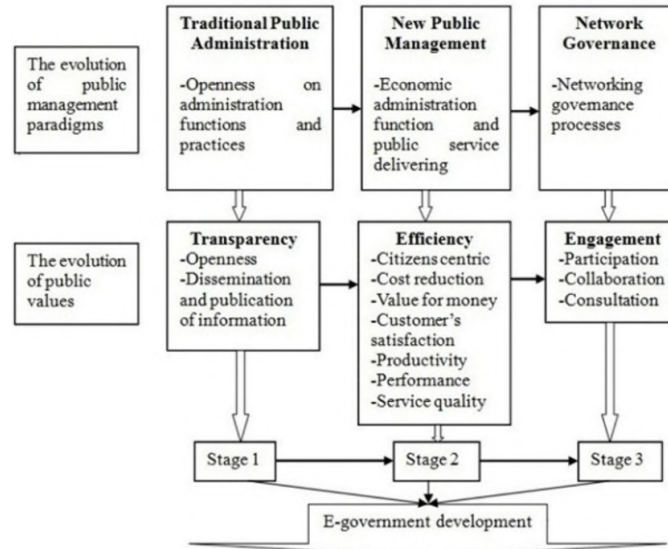 The evolution
of public
management
paradigms
Traditional Public
Administration
-Openness on
administration
functions and
practices
New Public
Management
-Economic
administration
function and
public service
delivering
Network
Governance
-Networking
governance
processes
The evolution
of public
values
Transparency
-Openness
-Dissemination
and publication
of information
Efficiency
-Citizens centric
-Cost reduction
-Value for money
-Customer's
satisfaction
-Productivity
-Performance
-Service quality
Engagement
-Participation
-Collaboration
-Consultation
Stage 1
Stage 2
Stage 3
E-government development